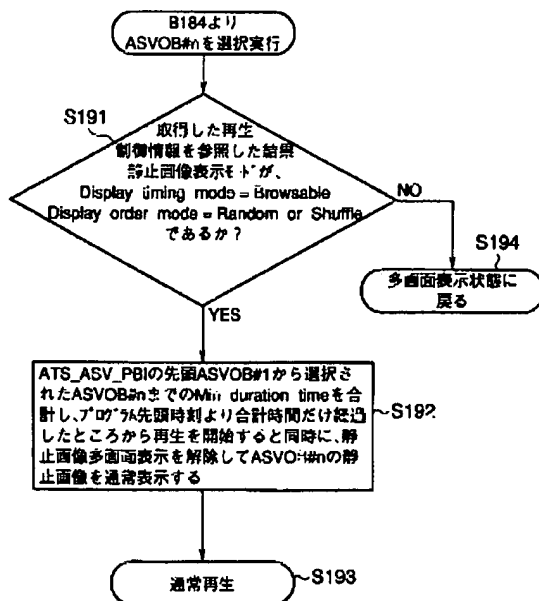 B184より
ASVOB#nを選択実行
S191
取得した再生
制御情報を参照した結果
静止画像表示モードが、
Display timing mode = Browsable
Display order mode = Random or Shuffle
であるか?
NO
S194
多画面表示状態に
戻る
YES
ATS_ASV_PBIの先頭ASVOB#1から選択さ
れたASVOB#nまでのMin duration timeを合
計し、プログラム先頭時刻より合計時間だけ経過
したところから再生を開始すると同時に、静
止画像多画面表示を解除してASVOB#nの静
止画像を通常表示する
S192
通常再生
S193